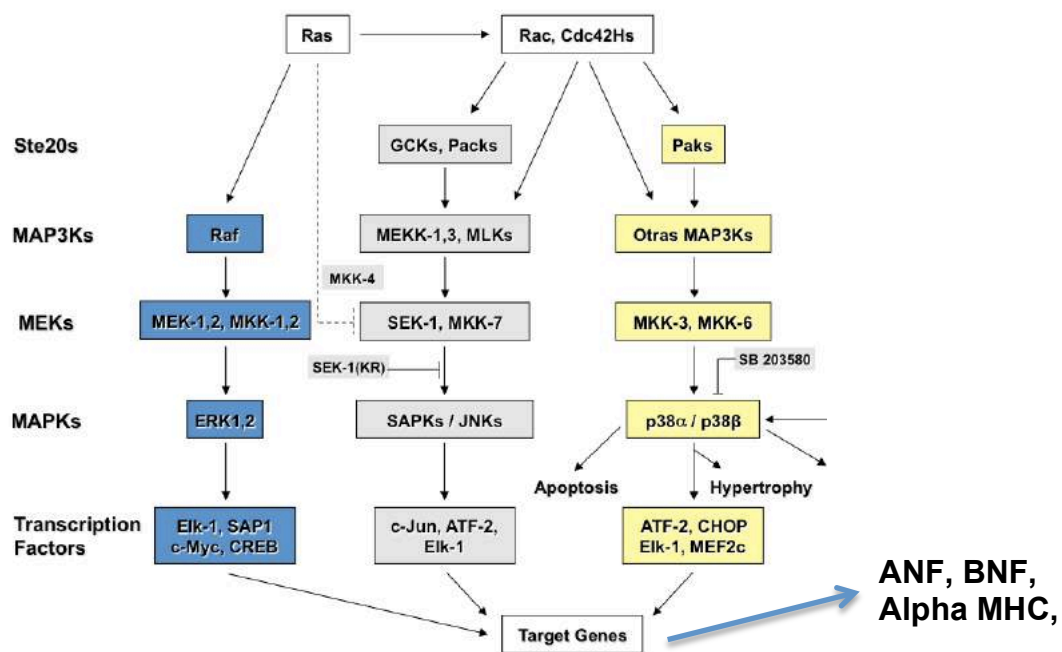 Ras
Rac, Cdc42Hs
Ste20s
GCKs, Packs
Paks
MAP3Ks
Raf
MEKK-1,3, MLKs
Otras MAP3Ks
MKK-4
MEKs
MEK-1,2, MKK-1,2
SEK-1, MKK-7
MKK-3, MKK-6
SEK-1(KR)
SB 203580
MAPKs
ERK1,2
SAPKs / JNKs
p38α / p38β
Apoptosis
Hypertrophy
Transcription
Factors
Elk-1, SAP1
c-Myc, CREB
c-Jun, ATF-2,
Elk-1
ATF-2, CHOP
Elk-1, MEF2c
ANF, BNF,
Alpha MHC,
Target Genes